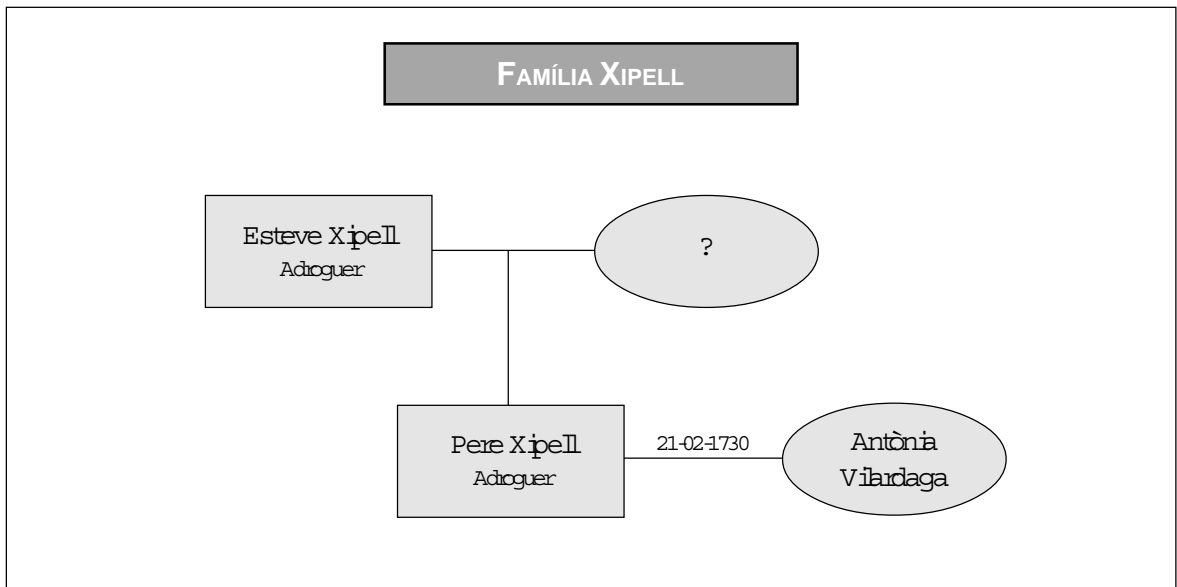 FAMÍLIA XIPELL
Esteve Xipell
Adroguer
?
Pere Xipell
Adroguer
21-02-1730
Antònia
Vilardaga